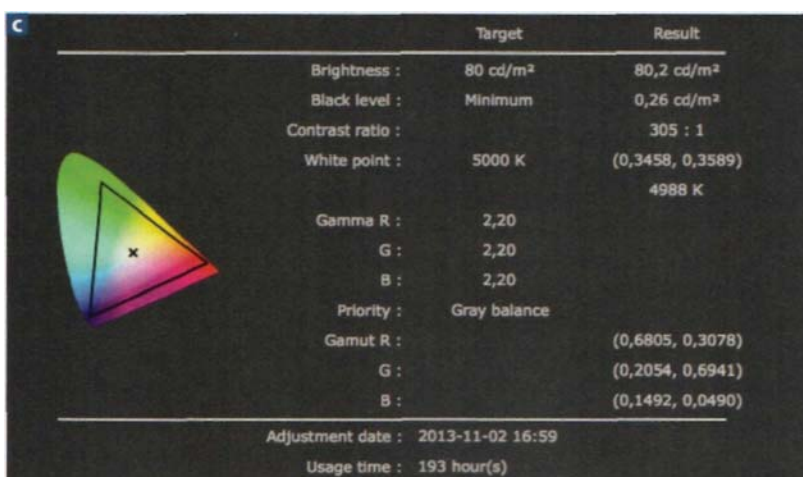 C
Target Result
Brightness : 80 cd/m² 80,2 cd/m²
Black level : Minimum 0,26 cd/m²
Contrast ratio : 305 : 1
White point : 5000 K (0,3458, 0,3589)
4988 K
Gamma R : 2,20
G : 2,20
B : 2,20
Priority : Gray balance
Gamut R : (0,6805, 0,3078)
G : (0,2054, 0,6941)
B : (0,1492, 0,0490)
Adjustment date : 2013-11-02 16:59
Usage time : 193 hour(s)